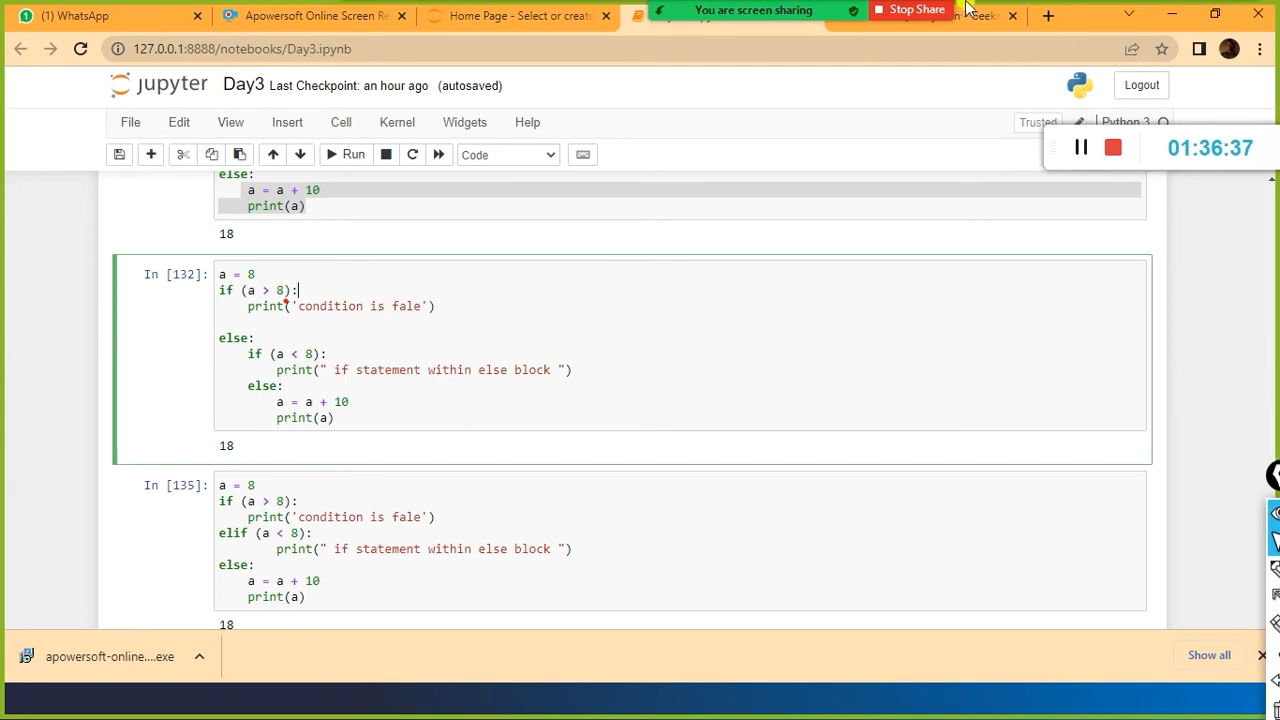 (1) WhatsApp
Apowersoft Online Screen Re
Home Page - Select or create
You are screen sharing
Stop Share
127.0.0.1:8888/notebooks/Day3.ipynb
jupyter Day3 Last Checkpoint: an hour ago (autosaved)
Logout
File Edit View Insert Cell Kernel Widgets Help
Trusted
Python 3
Run
Code
01:36:37
else:
a = a + 10
print(a)
18
In [132]: a = 8
if (a > 8):
print('condition is fale')
else:
if (a < 8):
print(" if statement within else block ")
else:
a = a + 10
print(a)
18
In [135]: a = 8
if (a > 8):
print('condition is fale')
elif (a < 8):
print(" if statement within else block ")
else:
a = a + 10
print(a)
18
apowersoft-online....exe
Show all